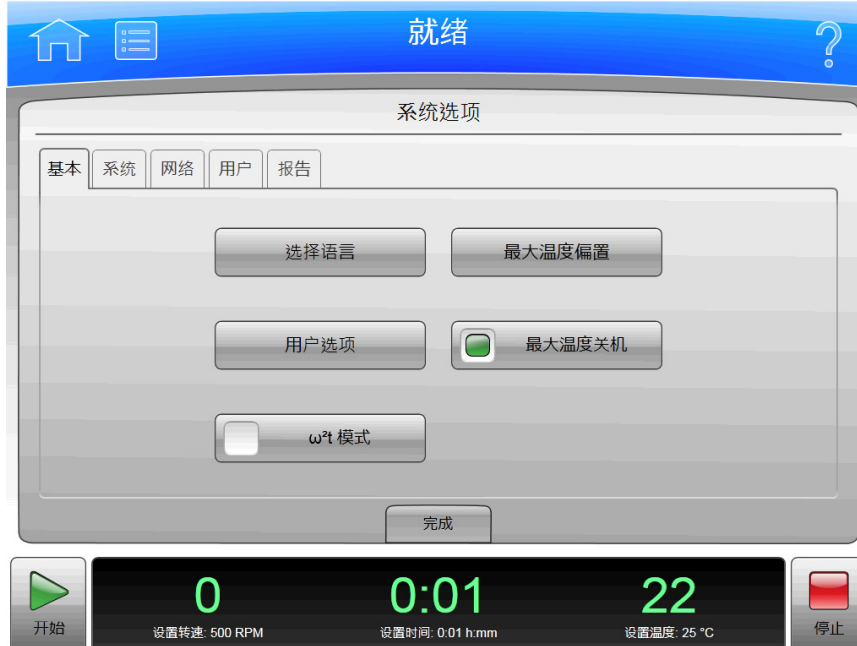 就绪
?
系统选项
基本 系统 网络 用户 报告
选择语言 最大温度偏置
用户选项 最大温度关机
ω²t 模式
完成
0 0:01 22
开始 设置转速: 500 RPM 设置时间: 0:01 h:mm 设置温度: 25 °C 停止